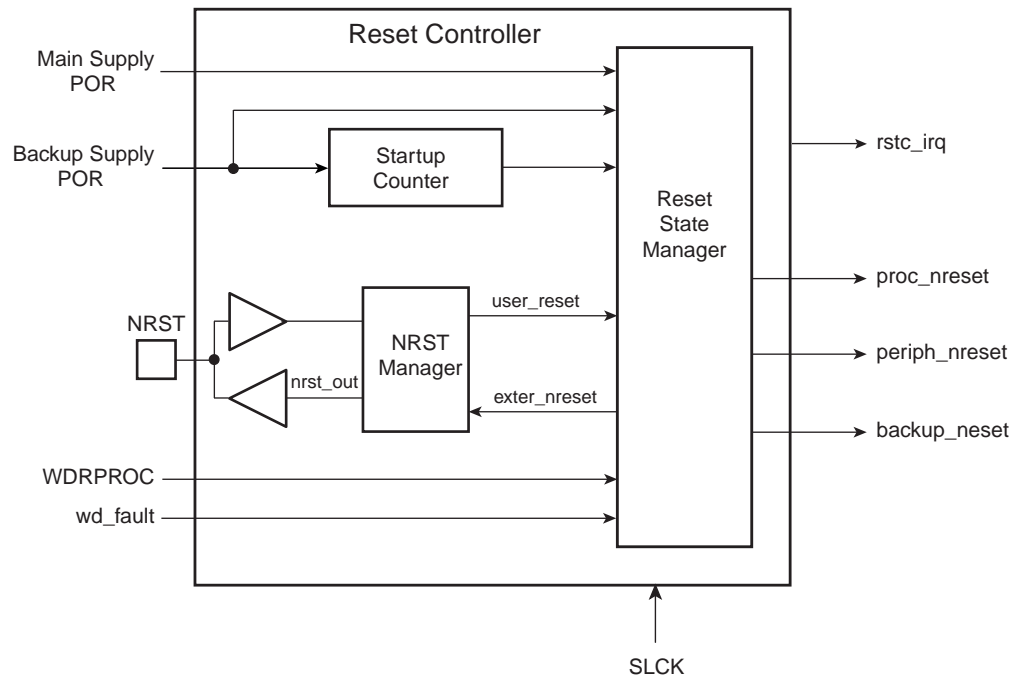 Reset Controller
Main Supply
POR
Backup Supply
POR
Startup
Counter
Reset
State
Manager
rstc_irq
proc_nreset
periph_nreset
backup_neset
NRST
user_reset
NRST
Manager
nrst_out
exter_nreset
WDRPROC
wd_fault
SLCK